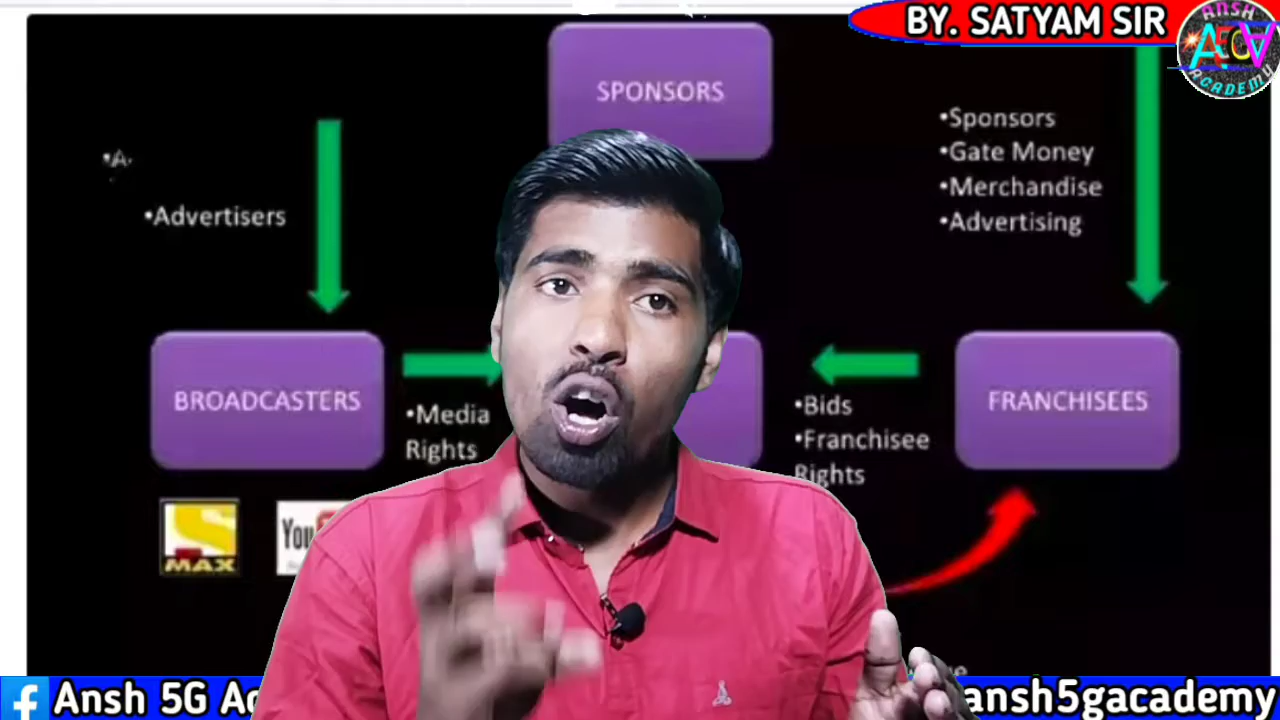 BY. SATYAM SIR
ANSH
ACADEMY
SPONSORS
•Sponsors
•Gate Money
•Merchandise
•Advertising
•A
•Advertisers
BROADCASTERS
•Media
Rights
•Bids
•Franchisee
Rights
FRANCHISEES
MAX
You
Ansh 5G Ac
ansh5gacademy